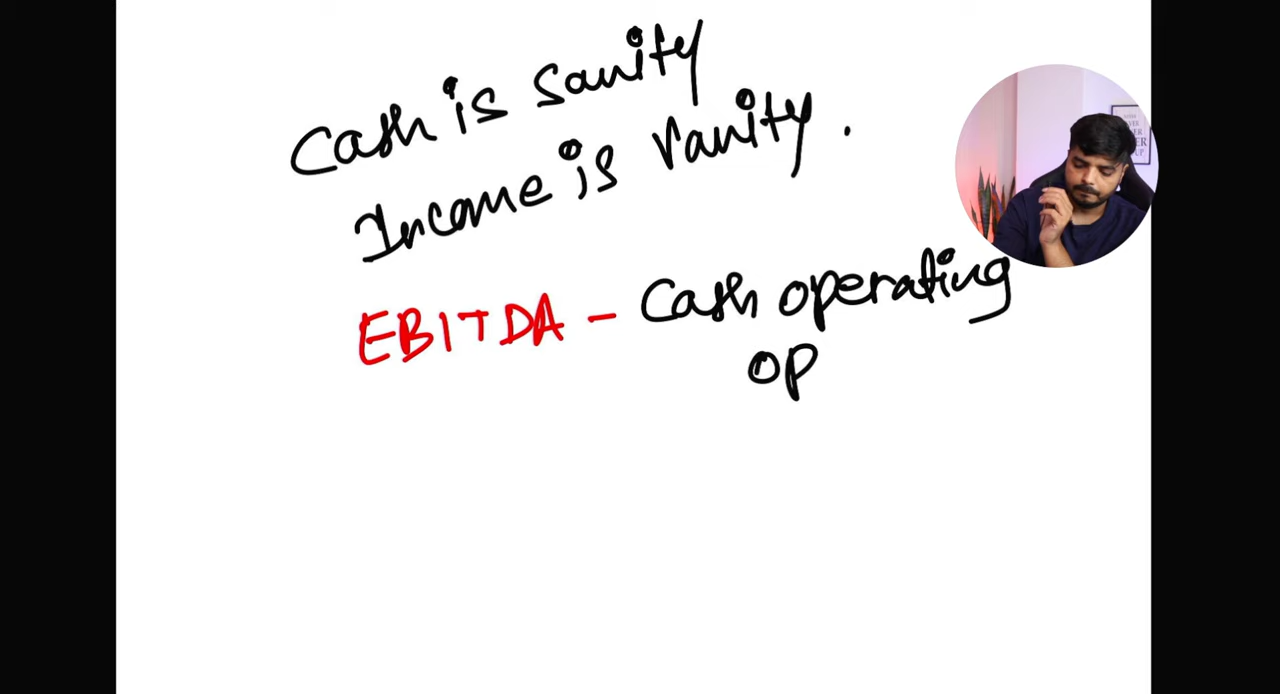 Cash is sanity
Income is vanity.
EBITDA - Cash operating
OP